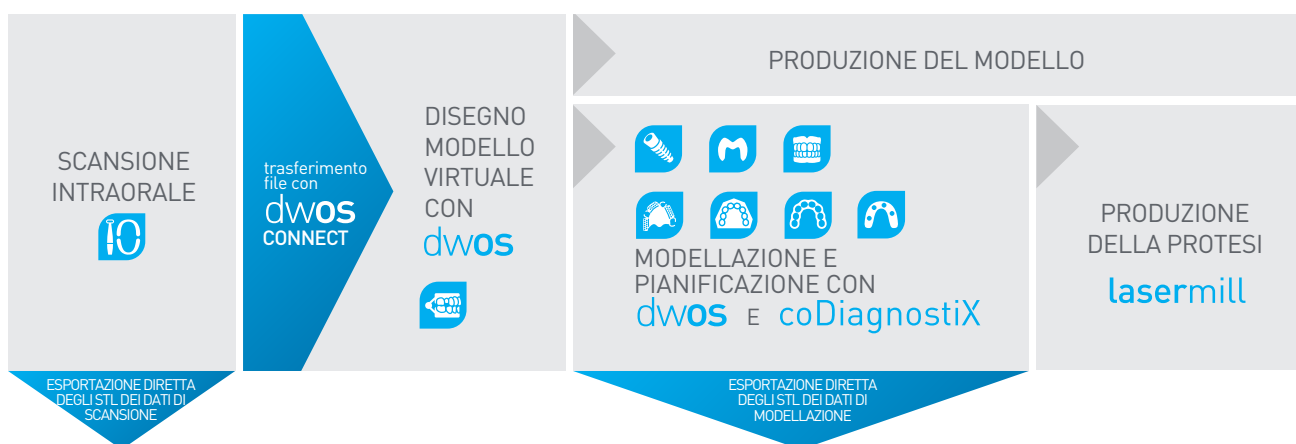 SCANSIONE
INTRAORALE
ESPORTAZIONE DIRETTA
DEGLI STL DEI DATI DI
SCANSIONE
trasferimento
file con
dwos
CONNECT
DISEGNO
MODELLO
VIRTUALE
CON
dwos
PRODUZIONE DEL MODELLO
MODELLAZIONE E
PIANIFICAZIONE CON
dwos E coDiagnostiX
ESPORTAZIONE DIRETTA
DEGLI STL DEI DATI DI
MODELLAZIONE
PRODUZIONE
DELLA PROTESI
lasermill